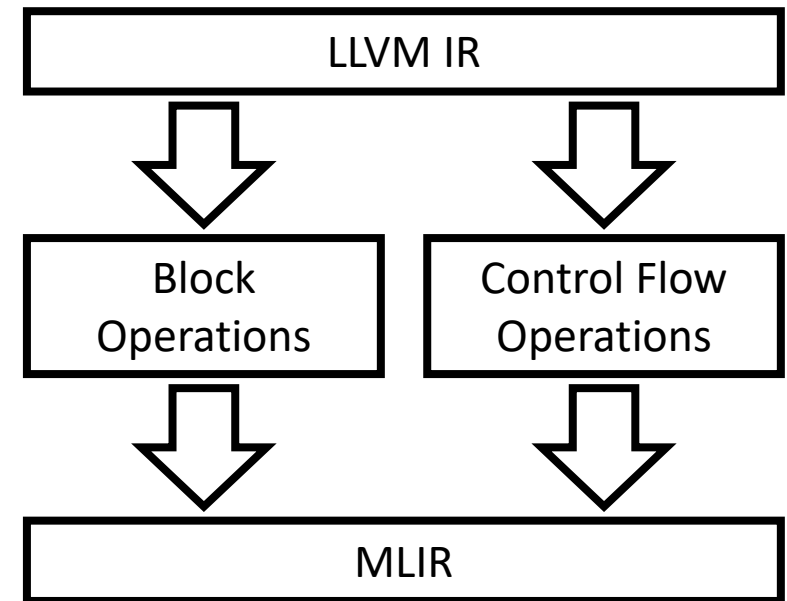 LLVM IR
Block
Operations
Control Flow
Operations
MLIR